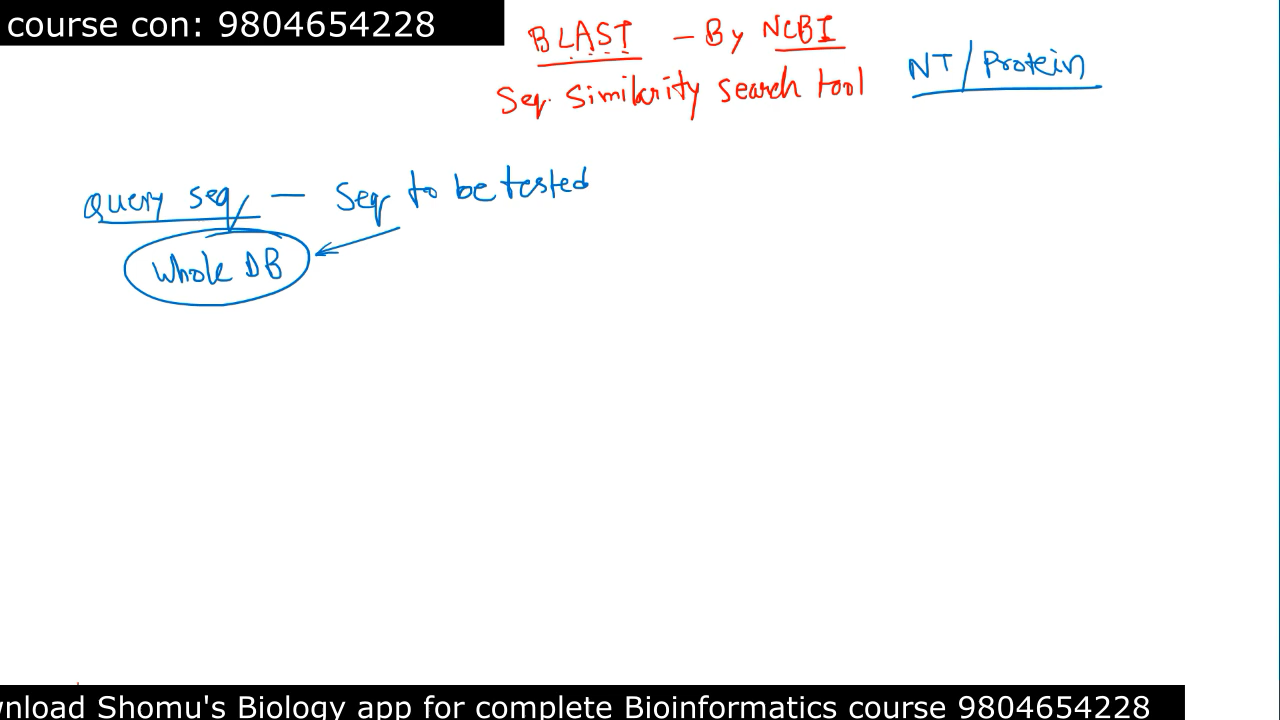 course con: 9804654228
BLAST – By NCBI
NT/Protein
Seq. Similarity search tool
Query seq – Seq to be tested
Whole DB
wnload Shomu's Biology app for complete Bioinformatics course 9804654228